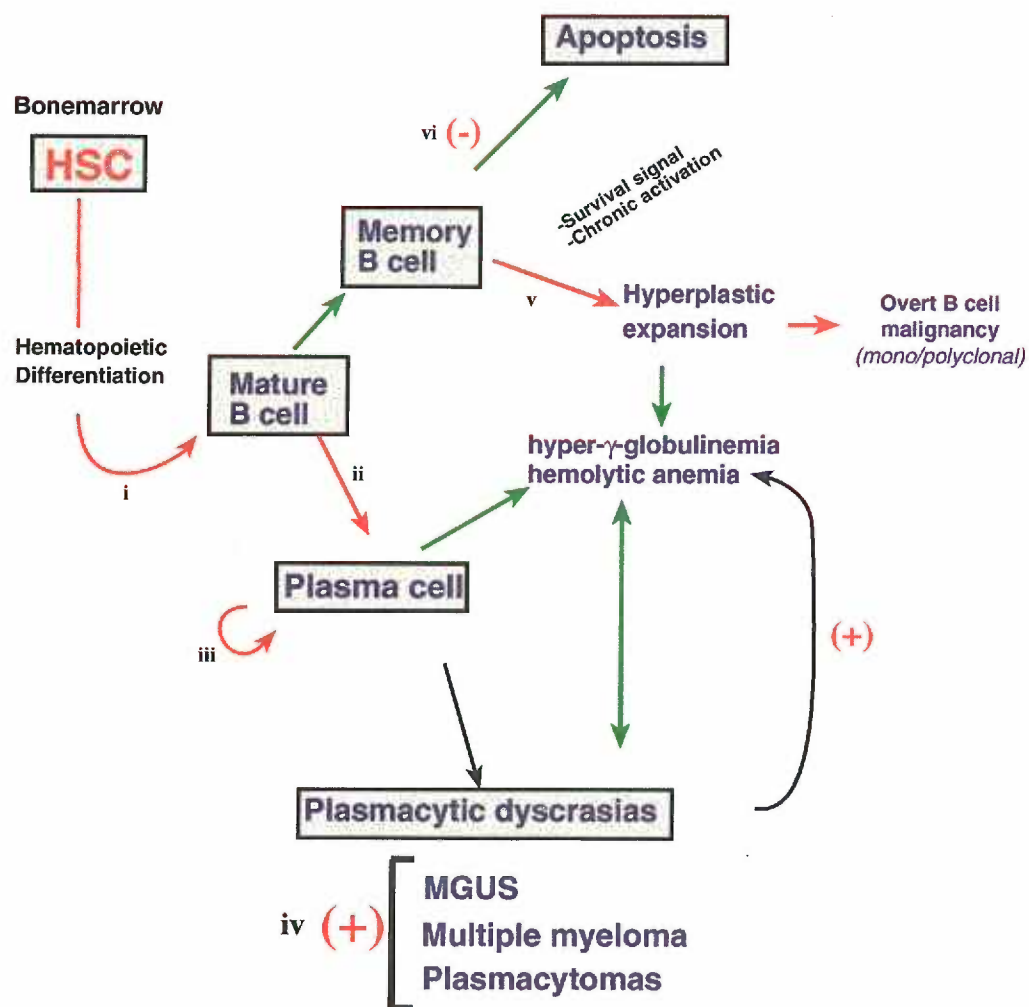 Apoptosis
Bonemarrow
HSC
vi (-)
-Survival signal
-Chronic activation
Memory
B cell
v
Hyperplastic
expansion
Overt B cell
malignancy
(mono/polyclonal)
Hematopoietic
Differentiation
Mature
B cell
i
ii
hyper-γ-globulinemia
hemolytic anemia
Plasma cell
iii
(+)
Plasmacytic dyscrasias
iv (+)
MGUS
Multiple myeloma
Plasmacytomas